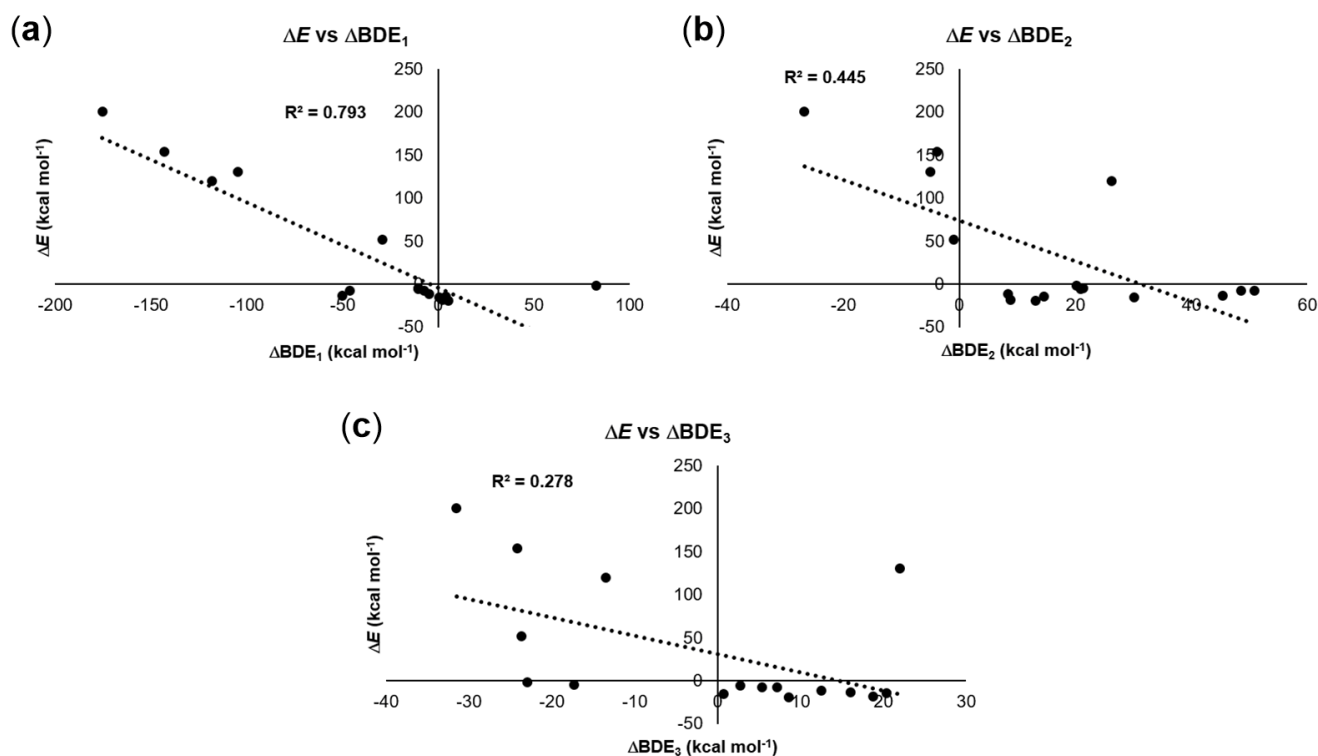 (a)
ΔE vs ΔBDE₁
250
R² = 0.793
200
150
100
50
0
-200
-150
-100
-50
0
50
100
-50
ΔE (kcal mol⁻¹)
ΔBDE₁ (kcal mol⁻¹)
(b)
ΔE vs ΔBDE₂
R² = 0.445
250
200
150
100
50
0
-40
-20
0
20
40
60
-50
ΔE (kcal mol⁻¹)
ΔBDE₂ (kcal mol⁻¹)
(c)
ΔE vs ΔBDE₃
250
R² = 0.278
200
150
100
50
0
-40
-30
-20
-10
0
10
20
30
-50
ΔE (kcal mol⁻¹)
ΔBDE₃ (kcal mol⁻¹)